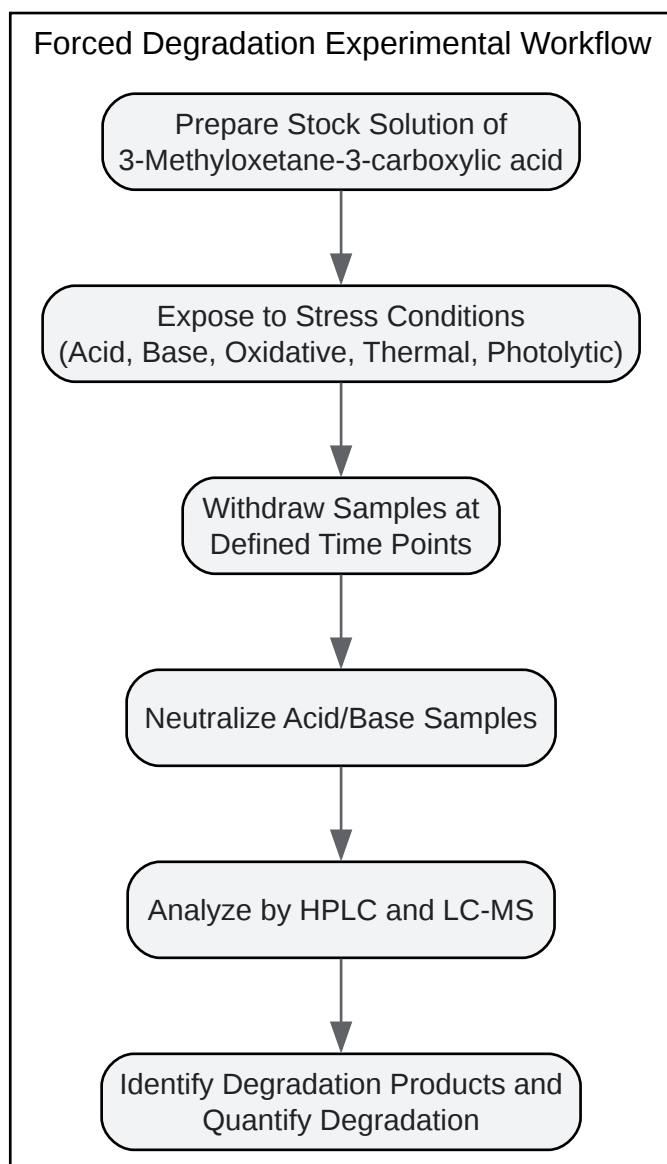 Forced Degradation Experimental Workflow
Prepare Stock Solution of
3-Methyloxetane-3-carboxylic acid
Expose to Stress Conditions
(Acid, Base, Oxidative, Thermal, Photolytic)
Withdraw Samples at
Defined Time Points
Neutralize Acid/Base Samples
Analyze by HPLC and LC-MS
Identify Degradation Products and
Quantify Degradation